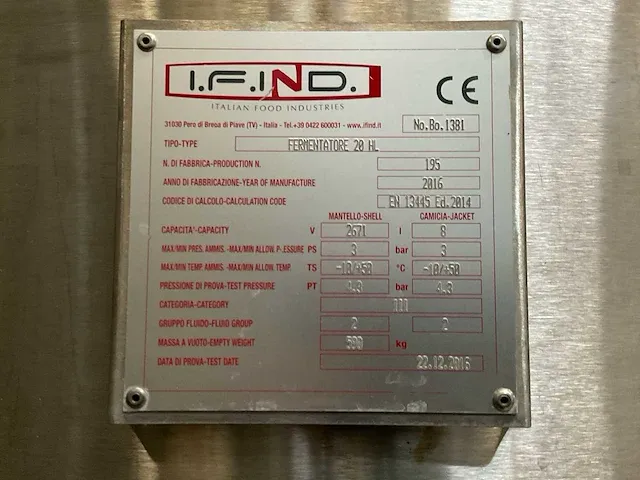 I.F.IND.
ITALIAN FOOD INDUSTRIES
CE
31030 Pero di Bresa di Piave (TV) - Italia - Tel.+39 0422 600031 - www.ifind.it
No.Bo.1381
TIPO-TYPE FERMENTATORE 20 HL
N. DI FABBRICA-PRODUCTION N. 195
ANNO DI FABBRICAZIONE-YEAR OF MANUFACTURE 2016
CODICE DI CALCOLO-CALCULATION CODE EN 13445 Ed.2014
MANTELLO-SHELL CAMICIA-JACKET
CAPACITA'-CAPACITY V 2671 l 8
MAX/MIN PRES. AMMIS. -MAX/MIN ALLOW. P-ESSURE PS 3 bar 3
MAX/MIN TEMP. AMMIS. -MAX/MIN ALLOW. TEMP. TS -10/+50 °C -10/+50
PRESSIONE DI PROVA-TEST PRESSURE PT 4.3 bar 4.3
CATEGORIA-CATEGORY III
GRUPPO FLUIDO-FLUID GROUP 2 2
MASSA A VUOTO-EMPTY WEIGHT kg
DATA DI PROVA-TEST DATE 22.12.2015